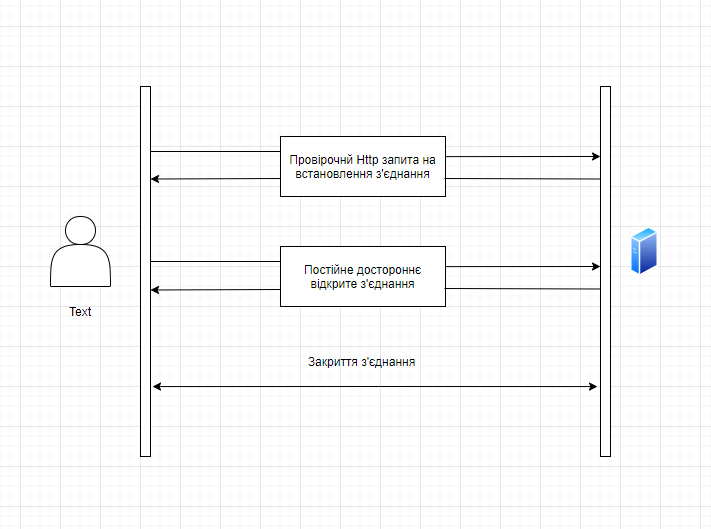 Провірочнй Http запита на
встановлення з'єднання
Постійне достороннє
відкрите з'єднання
Text
Закриття з'єднання